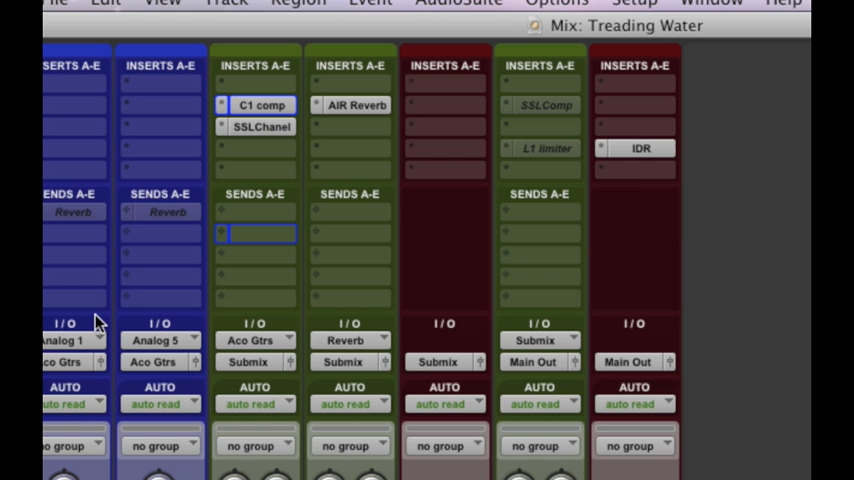 File Edit View Track Region Event AudioSuite Options Setup Window Help
Mix: Treading Water
INSERTS A-E INSERTS A-E INSERTS A-E INSERTS A-E INSERTS A-E INSERTS A-E INSERTS A-E
C1 comp AIR Reverb SSLComp
SSLChanel
L1 limiter IDR
SENDS A-E SENDS A-E SENDS A-E SENDS A-E SENDS A-E
Reverb Reverb
I / O I / O I / O I / O I / O I / O I / O
Analog 1 Analog 5 Aco Gtrs Reverb Submix
Aco Gtrs Aco Gtrs Submix Submix Submix Main Out Main Out
AUTO AUTO AUTO AUTO AUTO AUTO AUTO
auto read auto read auto read auto read auto read auto read auto read
no group no group no group no group no group no group no group